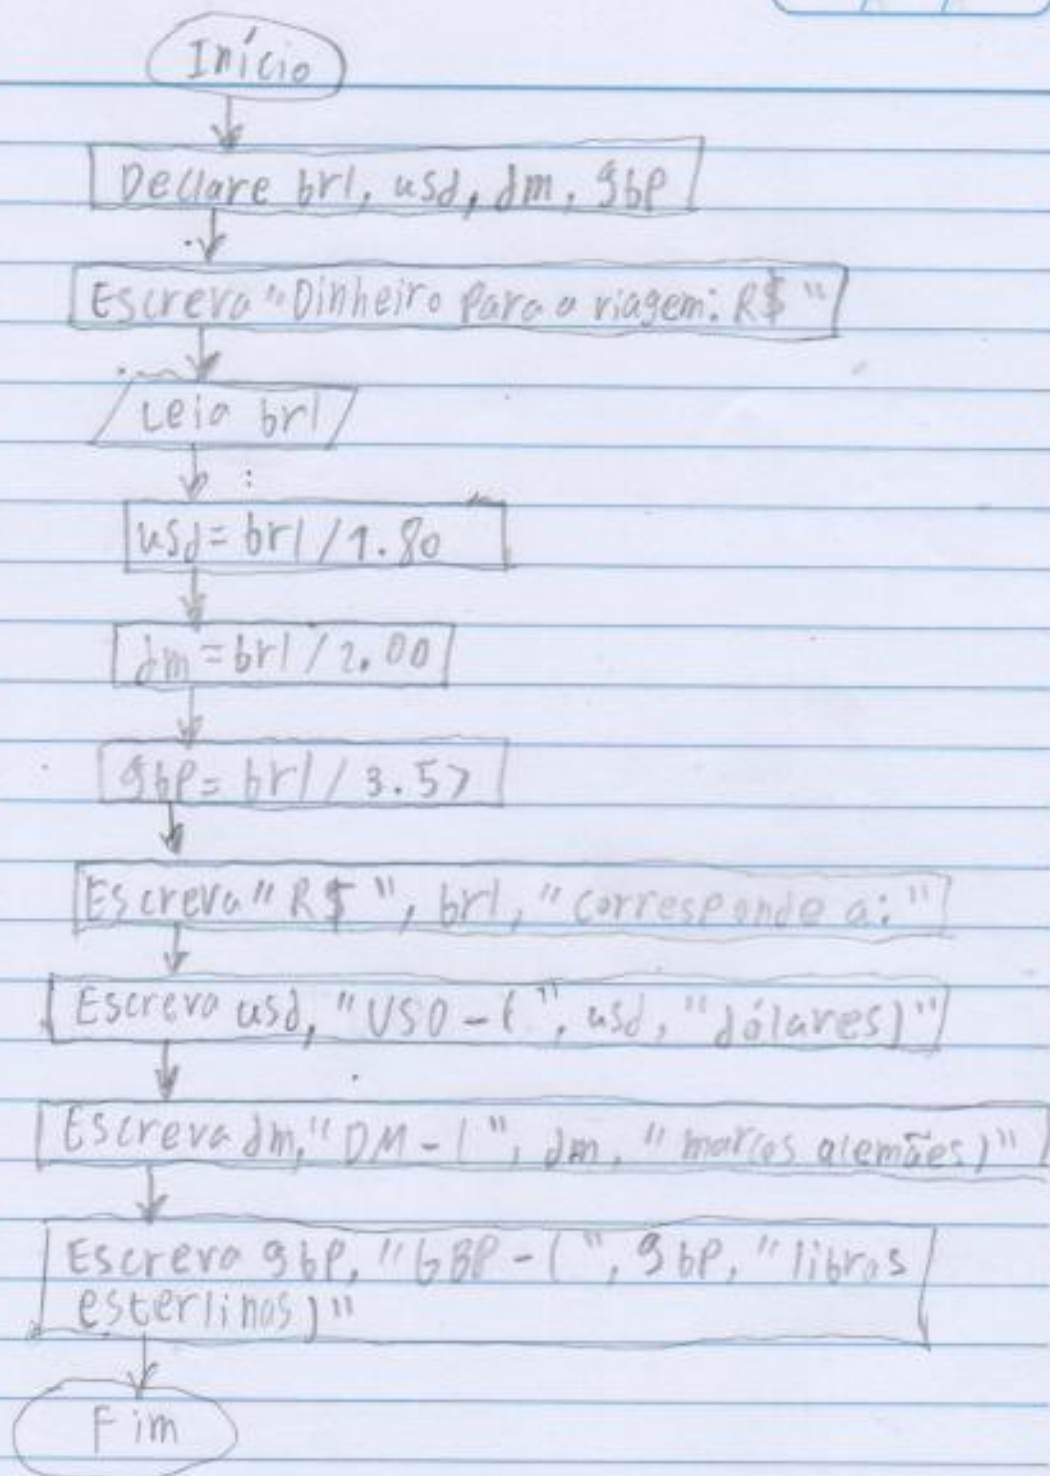 Início
Declare brl, usd, dm, gbp
Escreva "Dinheiro para a viagem: R$ "
Leia brl
usd = brl / 1.80
dm = brl / 2.00
gbp = brl / 3.57
Escreva "R$ ", brl, "corresponde a: "
Escreva usd, "USD - ( ", usd, "dólares)"
Escreva dm, "DM - ( ", dm, "marcos alemães)"
Escreva gbp, "GBP - ( ", gbp, "libras
esterlinas)"
Fim